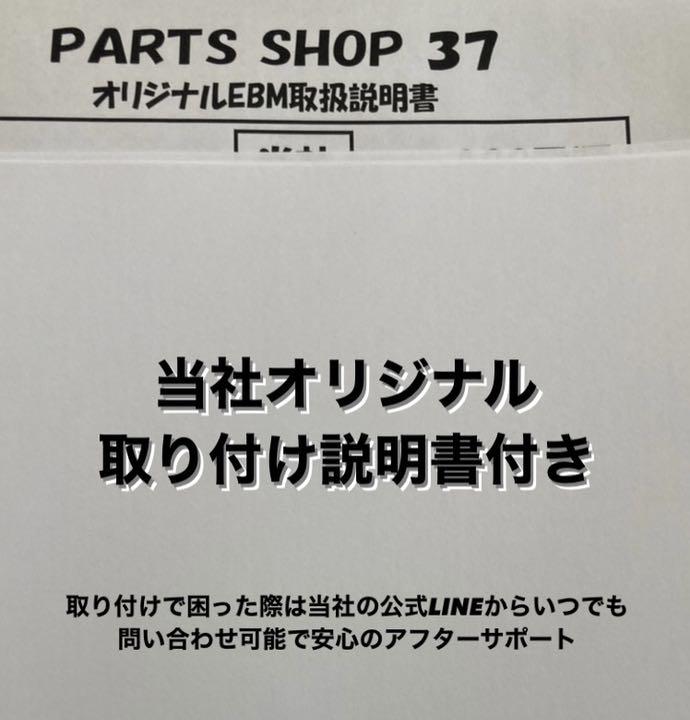 PARTS SHOP 37
オリジナルEBM取扱説明書
当社オリジナル
取り付け説明書付き
取り付けで困った際は当社の公式LINEからいつでも
問い合わせ可能で安心のアフターサポート